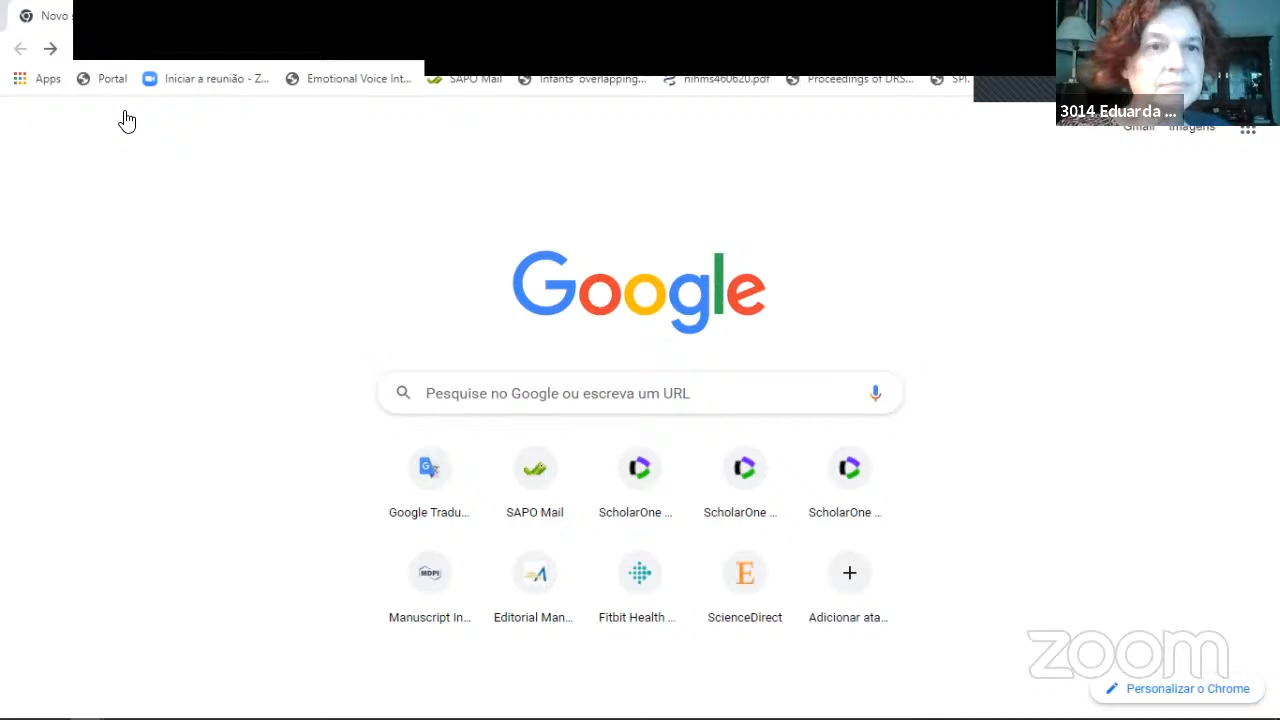 Novo
Apps Portal Iniciar a reunião - Z... Emotional Voice Int... SAPO Mail Infants' overlapping... nihms460620.pdf Proceedings of DRS... SPI.
3014 Eduarda ...
Gmail Imagens
Google
Pesquise no Google ou escreva um URL
Google Tradu... SAPO Mail ScholarOne ... ScholarOne ... ScholarOne ...
MDPI
Manuscript In... Editorial Man... Fitbit Health ... ScienceDirect Adicionar ata...
zoom
Personalizar o Chrome